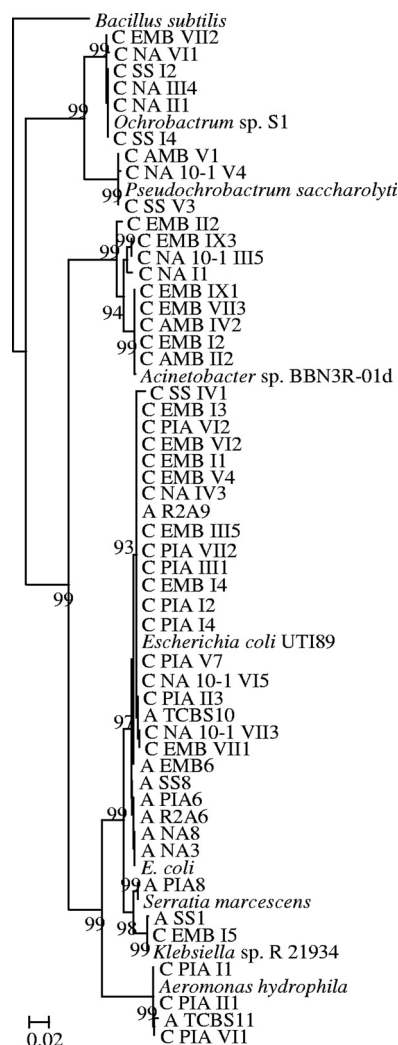 Bacillus subtilis
C EMB VII2
C NA VI1
99
C SS I2
C NA III4
C NA II1
99
Ochrobactrum sp. S1
C SS I4
C AMB V1
C NA 10-1 V4
Pseudochrobactrum saccharolyti
99
C SS V3
C EMB II2
99
C EMB IX3
99
C NA 10-1 III5
C NA I1
C EMB IX1
C EMB VII3
94
C AMB IV2
C EMB I2
99
C AMB II2
Acinetobacter sp. BBN3R-01d
C SS IV1
C EMB I3
C PIA VI2
C EMB VI2
C EMB I1
C EMB V4
C NA IV3
A R2A9
C EMB III5
93
C PIA VII2
C PIA III1
C EMB I4
99
C PIA I2
C PIA I4
Escherichia coli UTI89
C PIA V7
C NA 10-1 VI5
C PIA II3
A TCBS10
97
C NA 10-1 VII3
C EMB VII1
A EMB6
A SS8
A PIA6
99
A R2A6
A NA8
A NA3
E. coli
99
A PIA8
Serratia marcescens
99
A SS1
98
C EMB I5
99
Klebsiella sp. R 21934
C PIA I1
Aeromonas hydrophila
C PIA II1
99
A TCBS11
C PIA VI1
0.02